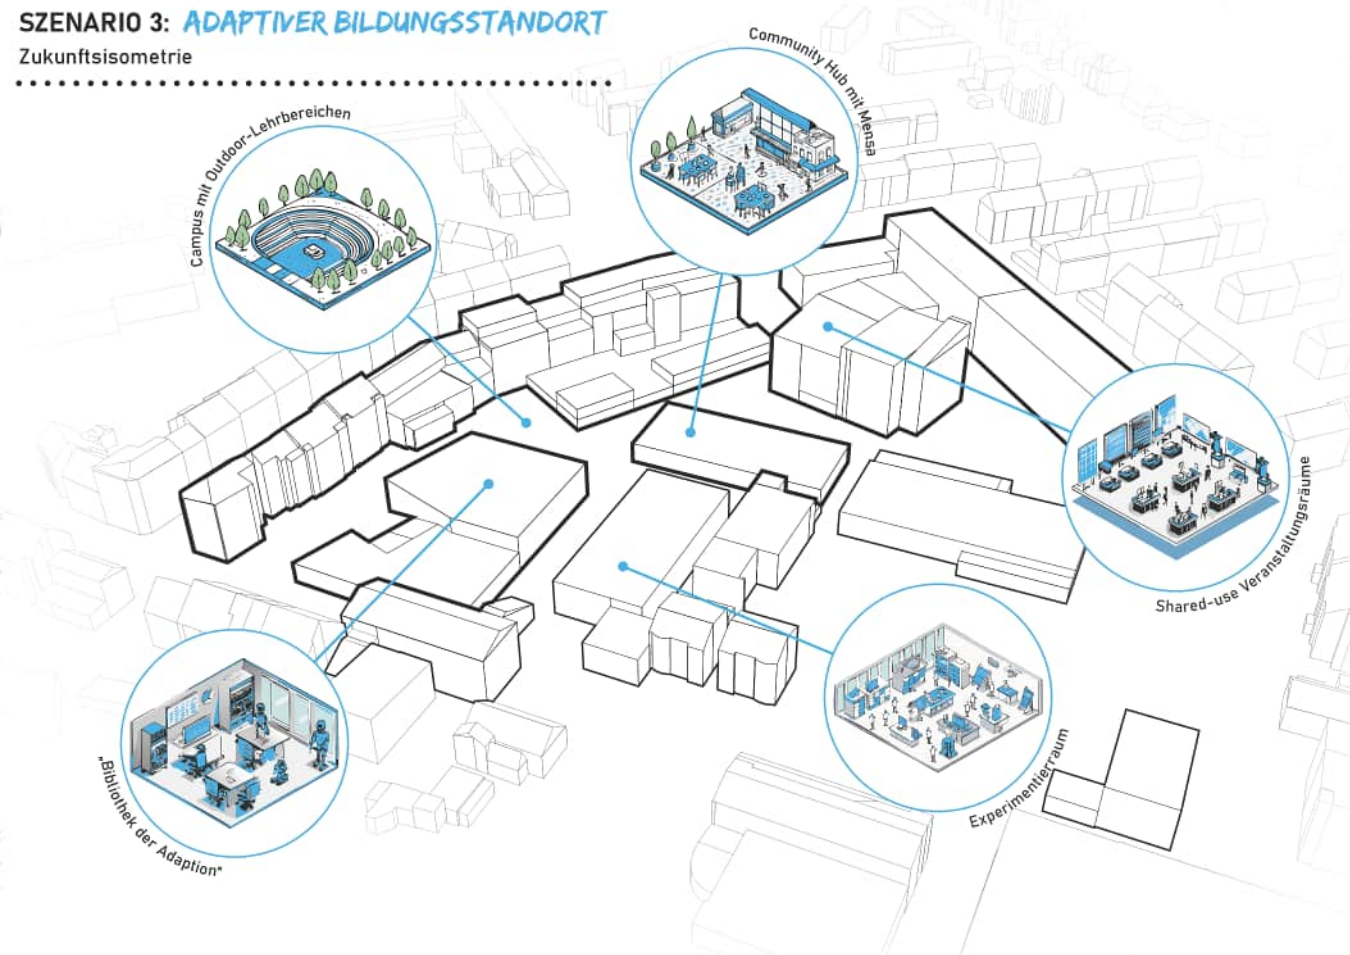 SZENARIO 3: ADAPTIVER BILDUNGSSTANDORT
Zukunftsisometrie
Campus mit Outdoor-Lehrbereichen
Community Hub mit Mensa
Shared-use Veranstaltungsräume
Experimentierraum
„Bibliothek der Adaption"